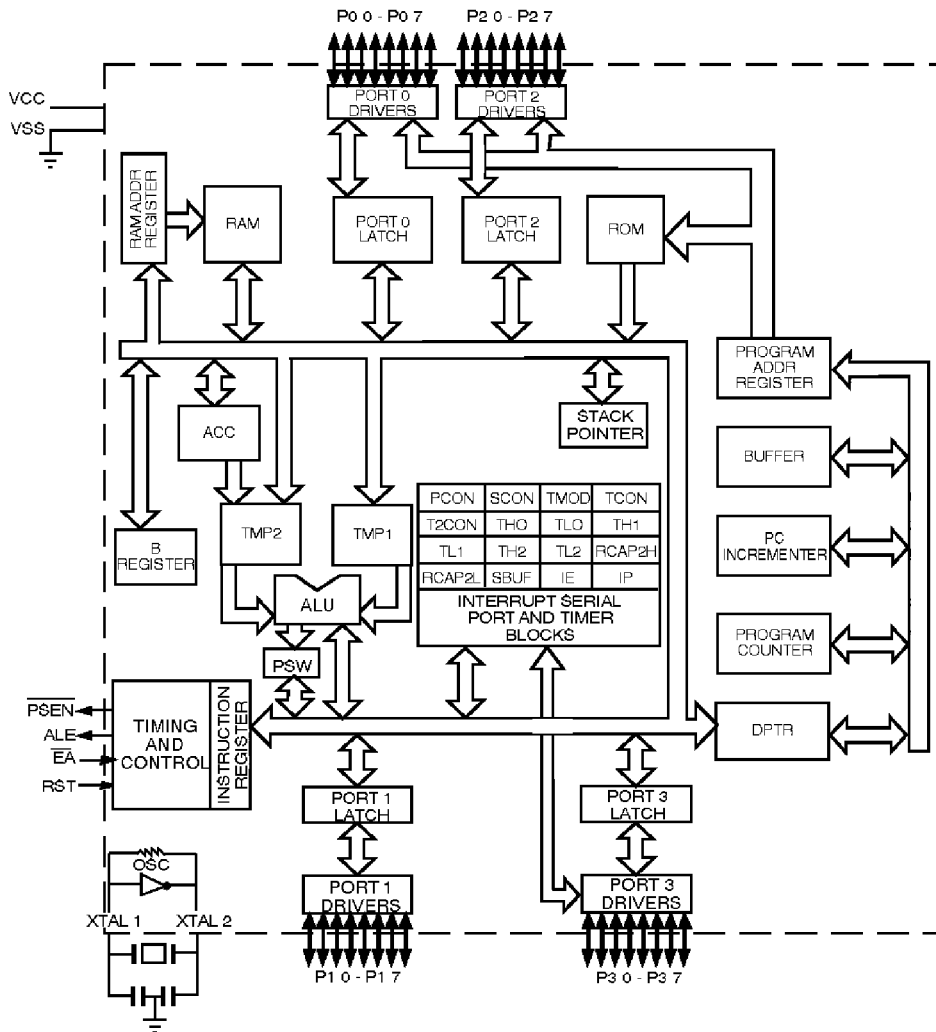 P0 0 - P0 7
P2 0 - P2 7
VCC
VSS
PORT 0
DRIVERS
PORT 2
DRIVERS
RAM ADDR
REGISTER
RAM
PORT 0
LATCH
PORT 2
LATCH
ROM
PROGRAM
ADDR
REGISTER
STACK
POINTER
ACC
BUFFER
B
REGISTER
TMP2
TMP1
PCON SCON TMOD TCON
T2CON TH0 TL0 TH1
TL1 TH2 TL2 RCAP2H
RCAP2L SBUF IE IP
INTERRUPT SERIAL
PORT AND TIMER
BLOCKS
PC
INCREMENTER
ALU
PSW
PROGRAM
COUNTER
PSEN
ALE
EA
RST
TIMING
AND
CONTROL
INSTRUCTION
REGISTER
DPTR
PORT 1
LATCH
PORT 3
LATCH
OSC
XTAL 1
XTAL 2
PORT 1
DRIVERS
PORT 3
DRIVERS
P1 0 - P1 7
P3 0 - P3 7